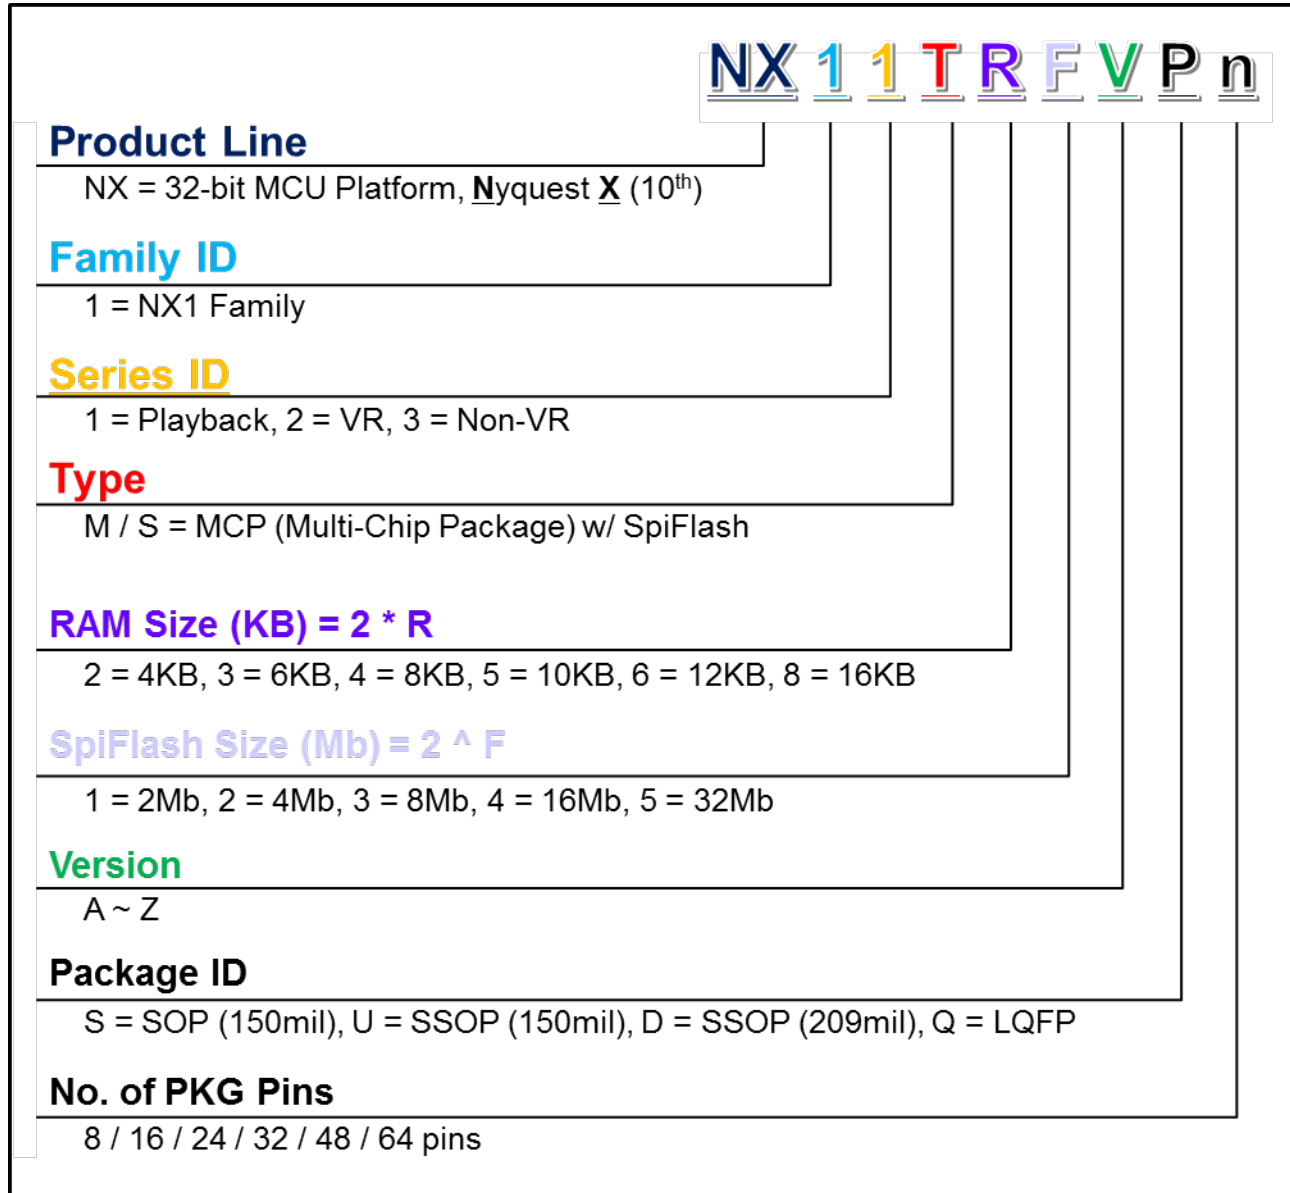 NX 1 1 T R F V P n
Product Line
NX = 32-bit MCU Platform, Nyquest X (10th)
Family ID
1 = NX1 Family
Series ID
1 = Playback, 2 = VR, 3 = Non-VR
Type
M / S = MCP (Multi-Chip Package) w/ SpiFlash
RAM Size (KB) = 2 * R
2 = 4KB, 3 = 6KB, 4 = 8KB, 5 = 10KB, 6 = 12KB, 8 = 16KB
SpiFlash Size (Mb) = 2 ^ F
1 = 2Mb, 2 = 4Mb, 3 = 8Mb, 4 = 16Mb, 5 = 32Mb
Version
A ~ Z
Package ID
S = SOP (150mil), U = SSOP (150mil), D = SSOP (209mil), Q = LQFP
No. of PKG Pins
8 / 16 / 24 / 32 / 48 / 64 pins